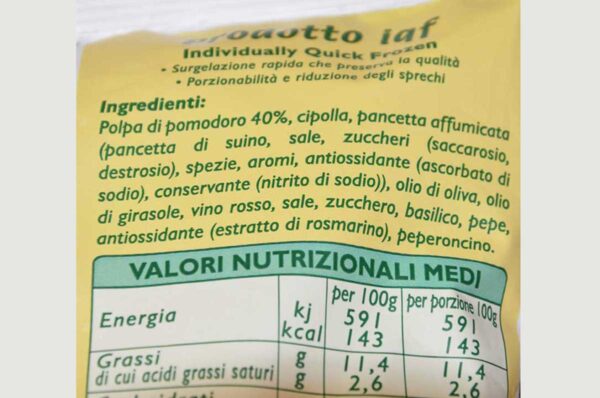 prodotto iqf
Individually Quick Frozen
• Surgelazione rapida che preserva la qualità
• Porzionabilità e riduzione degli sprechi
Ingredienti:
Polpa di pomodoro 40%, cipolla, pancetta affumicata
(pancetta di suino, sale, zuccheri (saccarosio,
destrosio), spezie, aromi, antiossidante (ascorbato di
sodio), conservante (nitrito di sodio)), olio di oliva, olio
di girasole, vino rosso, sale, zucchero, basilico, pepe,
antiossidante (estratto di rosmarino), peperoncino.
VALORI NUTRIZIONALI MEDI
per 100g per porzione 100g
Energia kj 591 591
kcal 143 143
Grassi g 11,4 11,4
di cui acidi grassi saturi g 2,6 2,6